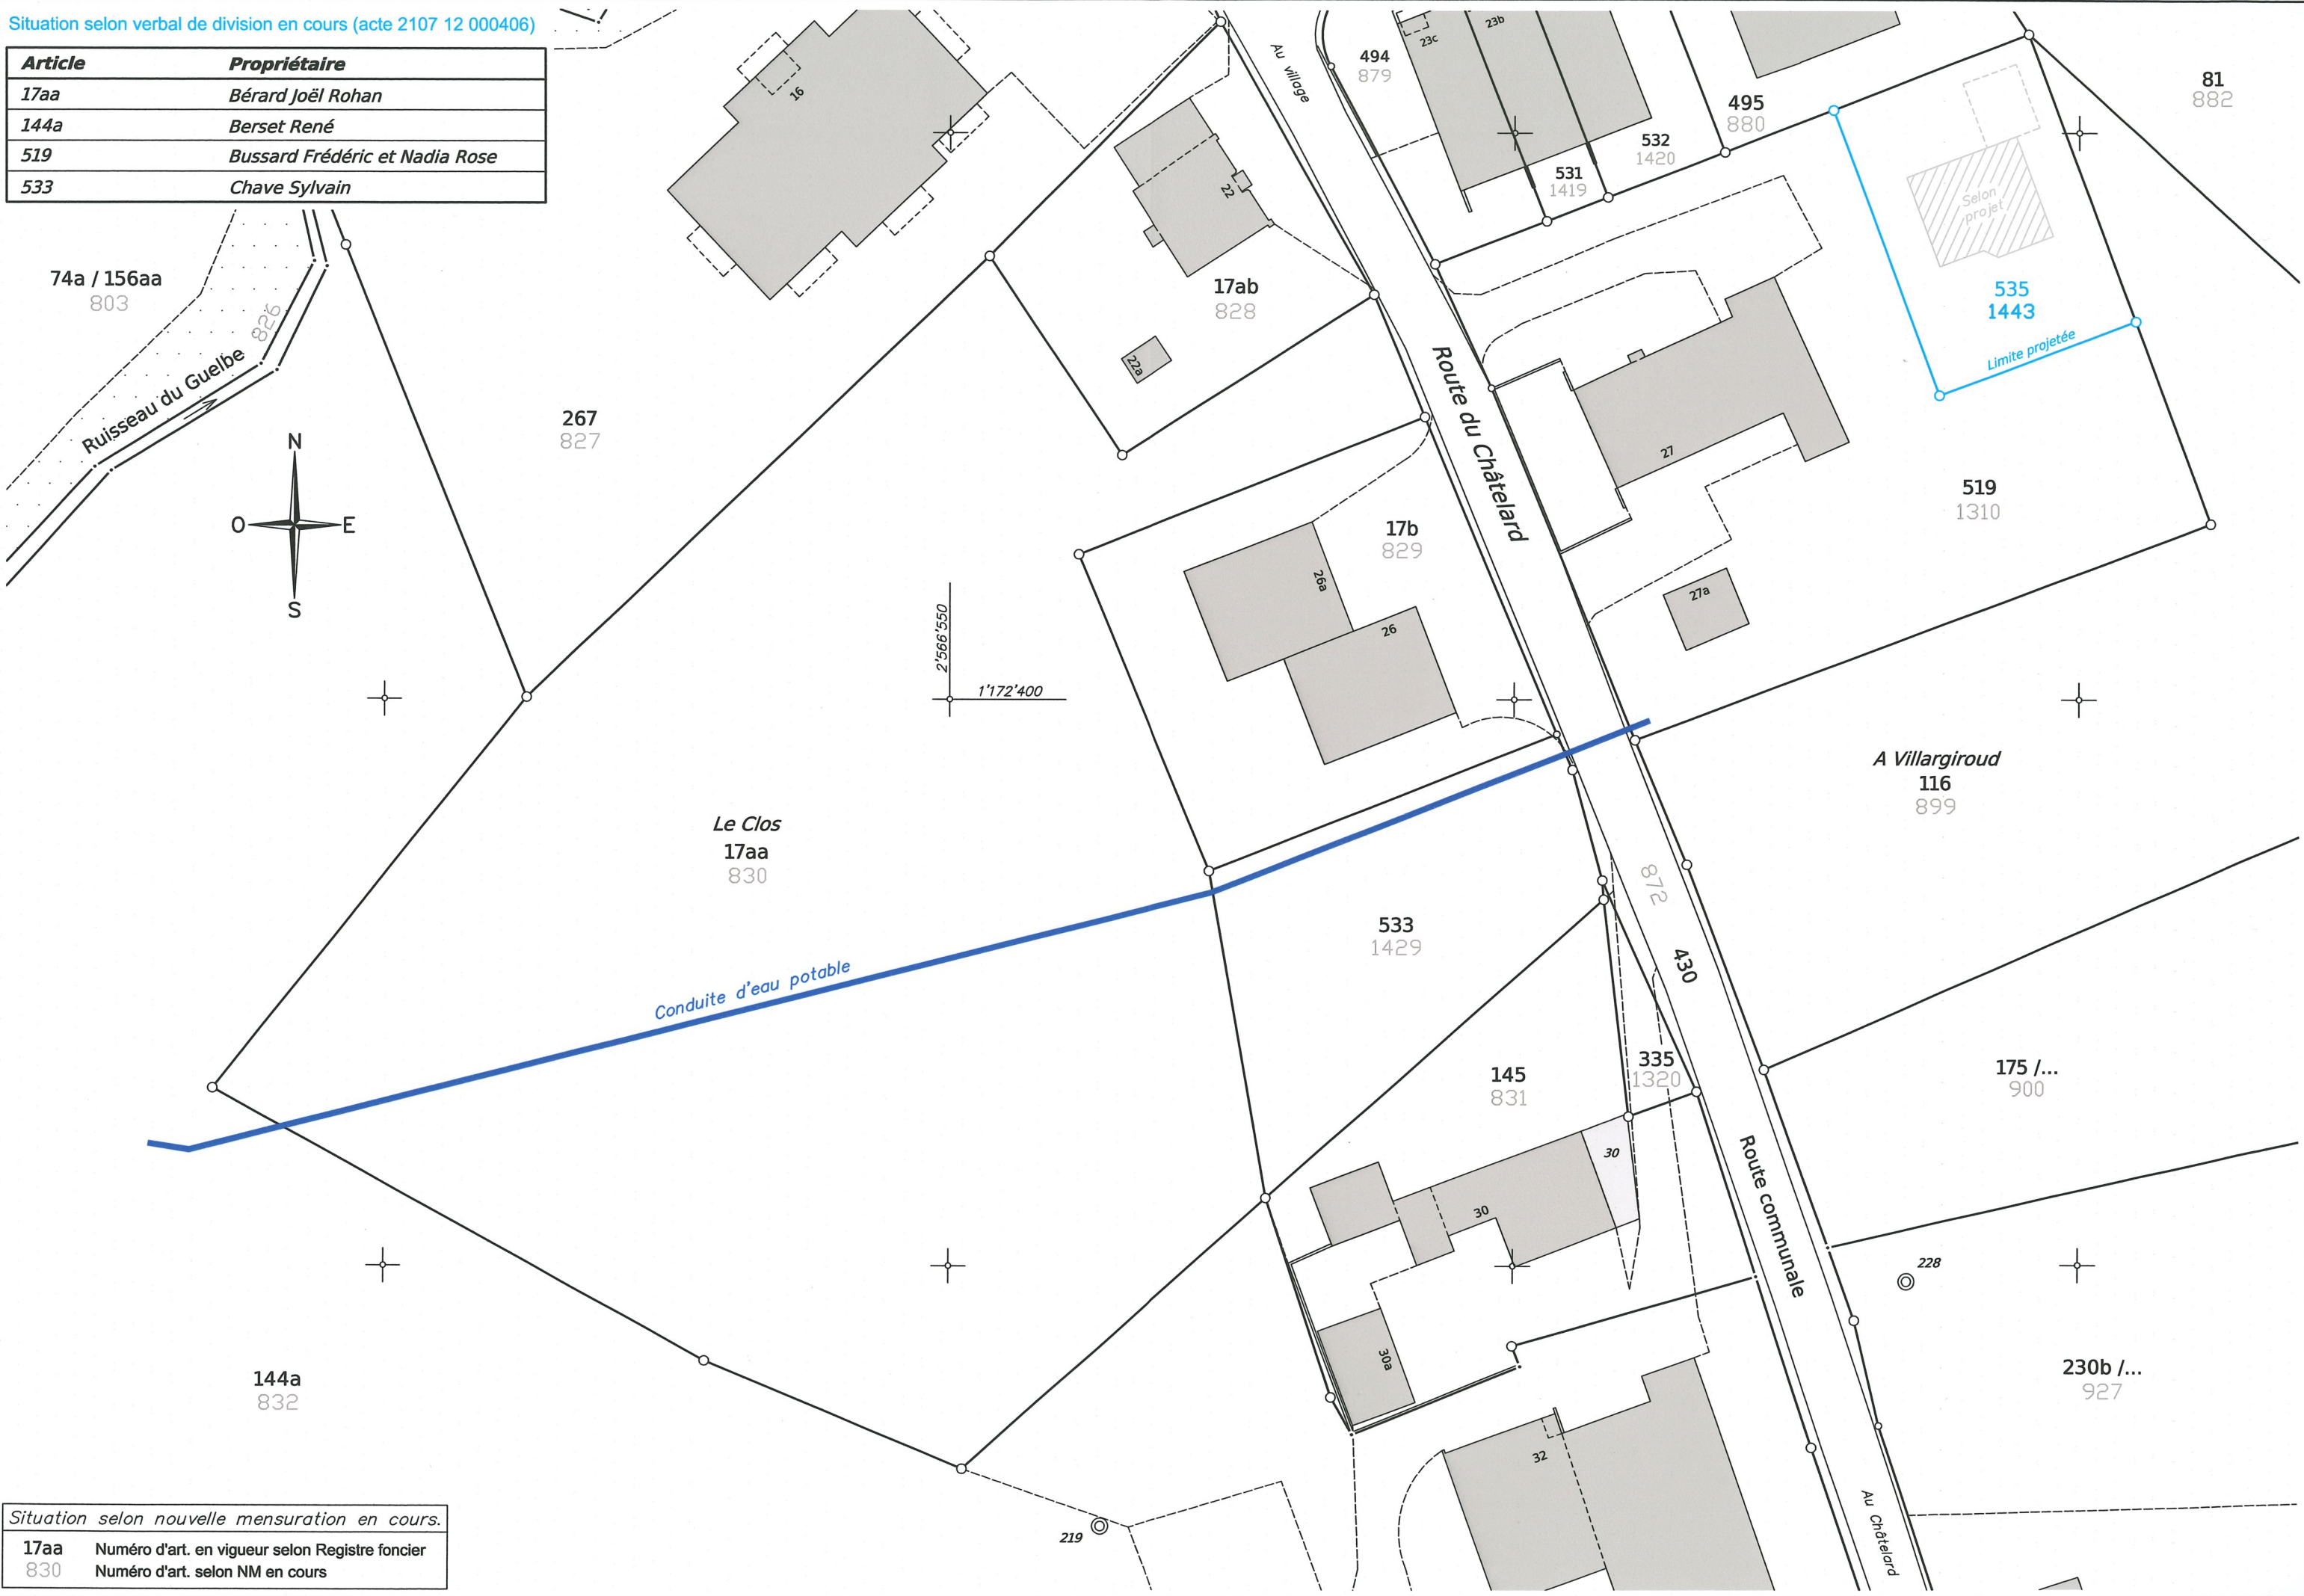 Situation selon verbal de division en cours (acte 2107 12 000406)
Article Propriétaire
17aa Bérard Joël Rohan
144a Berset René
519 Bussard Frédéric et Nadia Rose
533 Chave Sylvain
16
Au village
494
879
23c
23b
495
880
81
882
532
1420
531
1419
22
17ab
828
22a
Selon
projet
535
1443
Limite projetée
74a / 156aa
803
826
Ruisseau du Guelbe
N
O E
S
267
827
Route du Châtelard
27
519
1310
17b
829
26a
26
27a
2'566'550
1'172'400
A Villargiroud
116
899
Le Clos
17aa
830
533
1429
872
430
Conduite d'eau potable
145
831
335
1320
175 /...
900
30
30
Route communale
228
30a
144a
832
230b /...
927
32
219
Au Châtelard
Situation selon nouvelle mensuration en cours.
17aa Numéro d'art. en vigueur selon Registre foncier
830 Numéro d'art. selon NM en cours